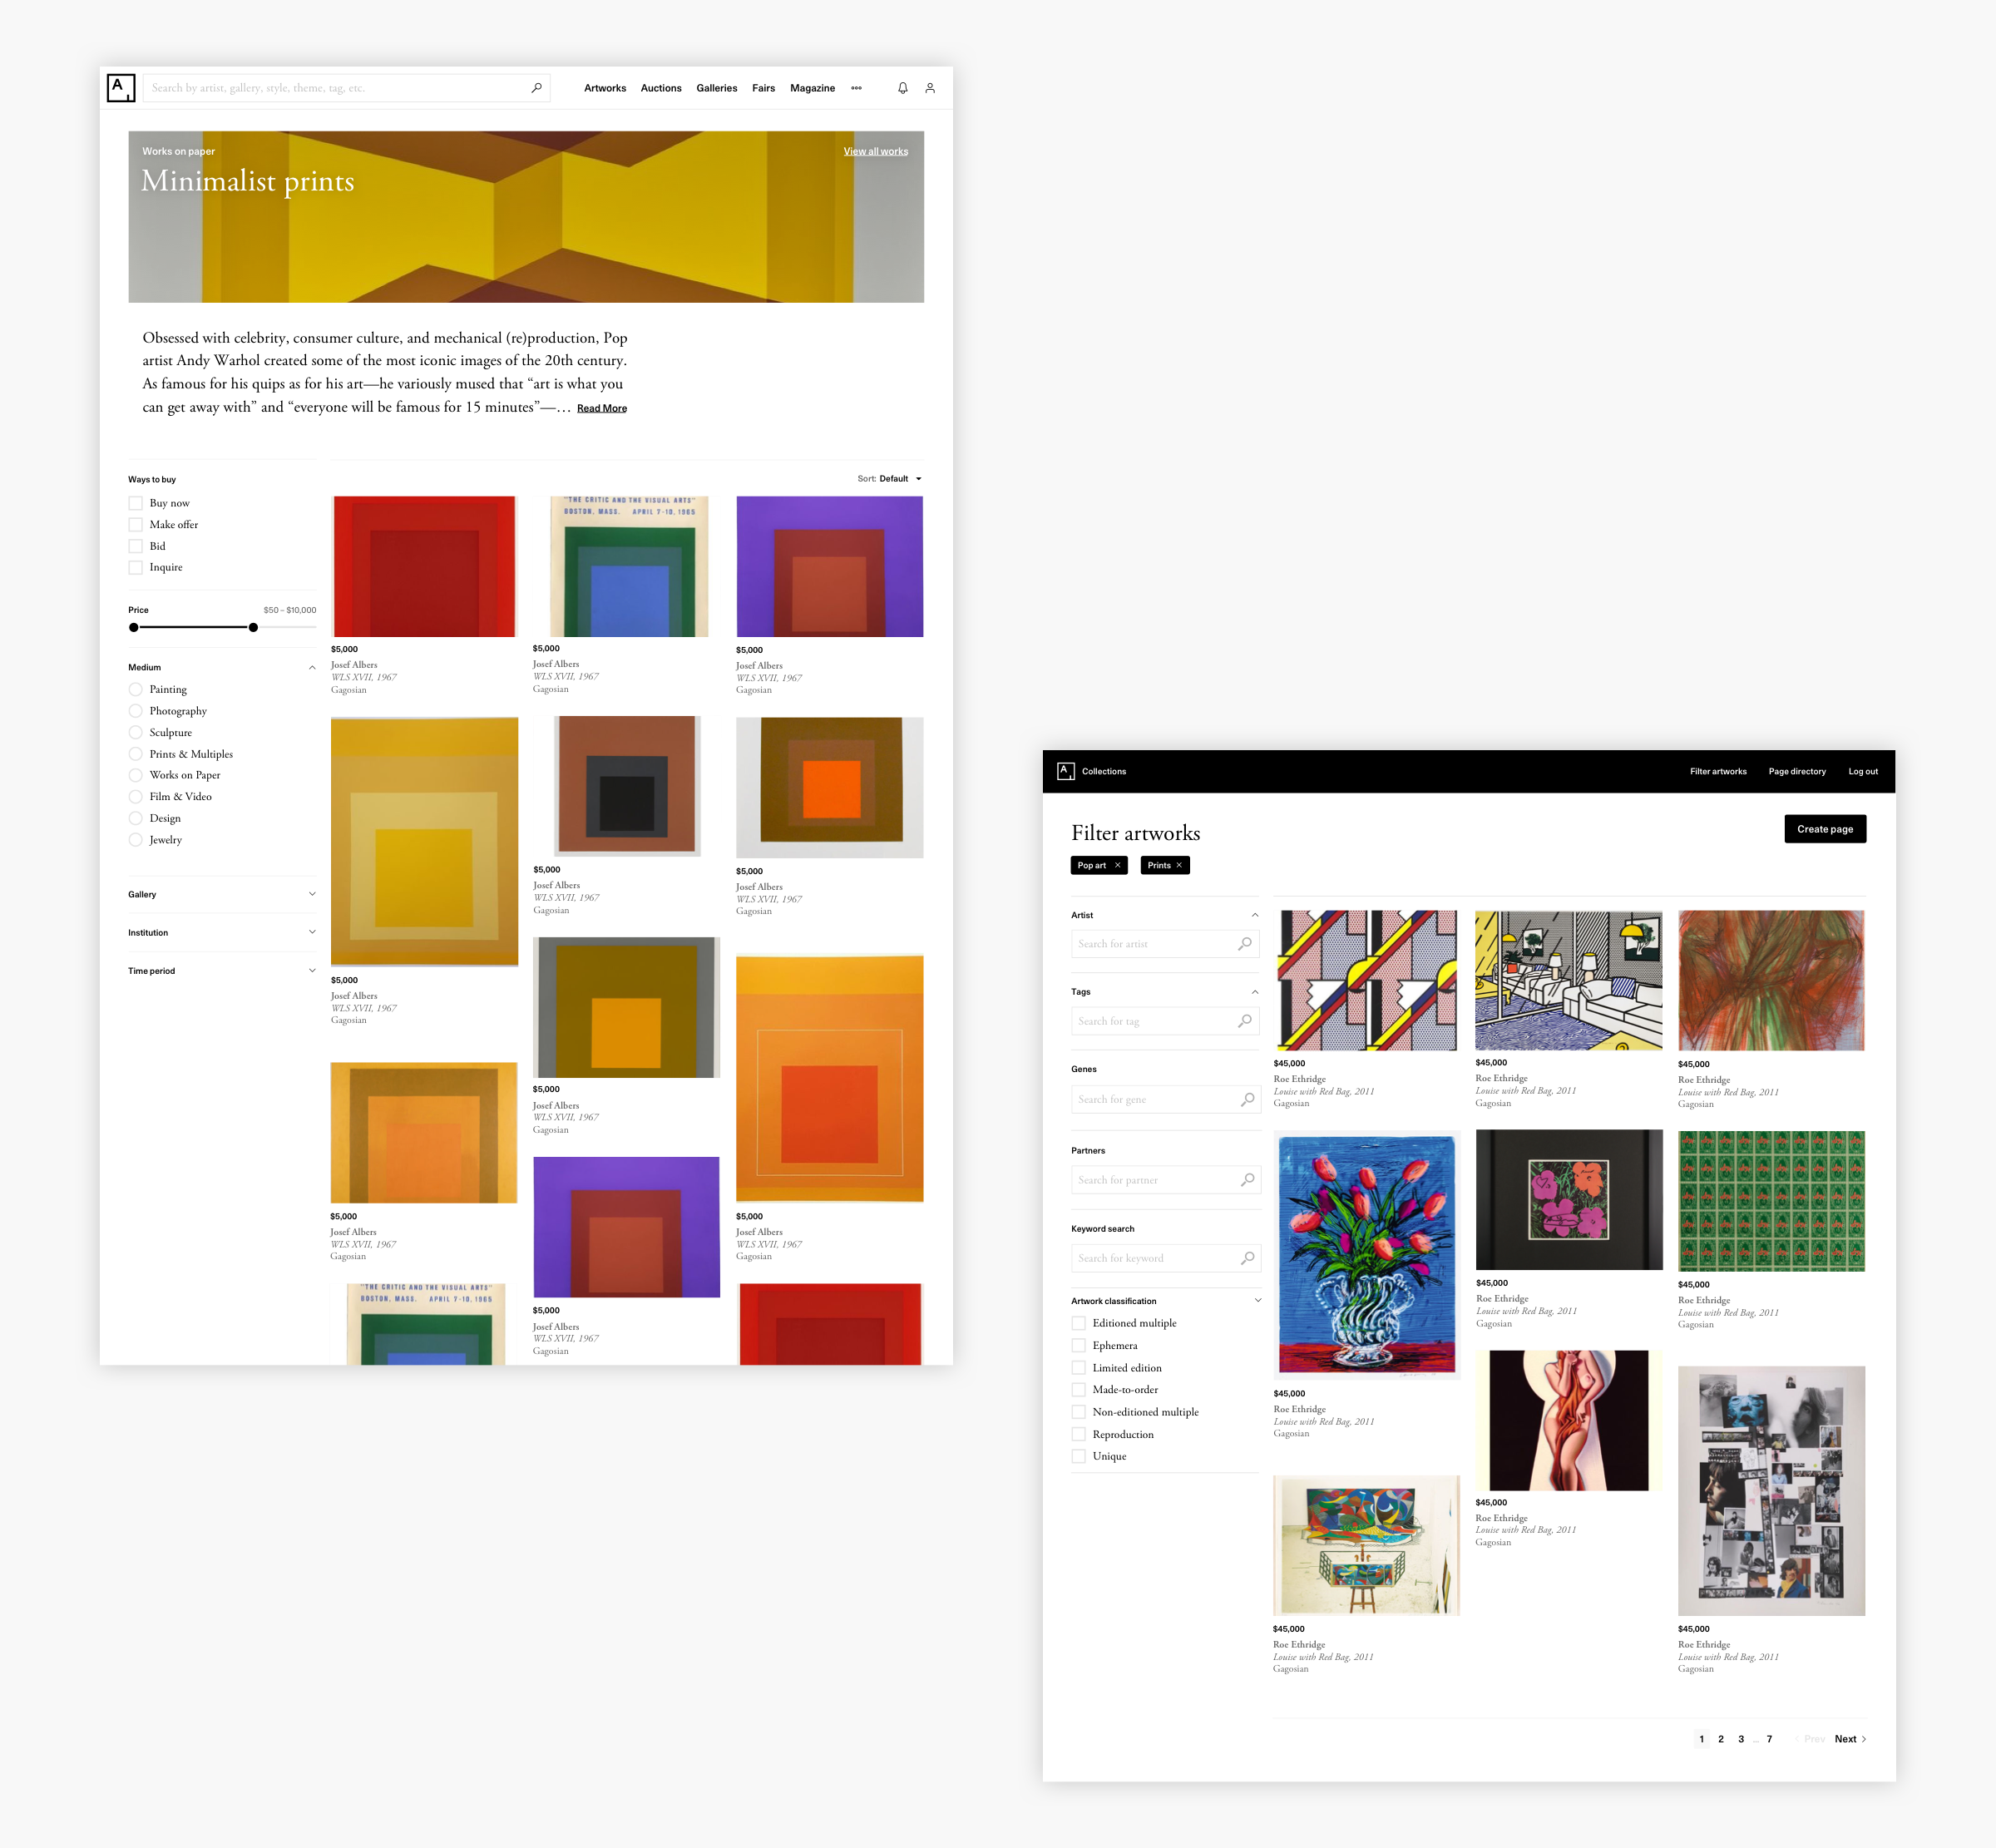 A
Search by artist, gallery, style, theme, tag, etc.
Artworks
Auctions
Galleries
Fairs
Magazine
Works on paper
View all works
Minimalist prints
Obsessed with celebrity, consumer culture, and mechanical (re)production, Pop
artist Andy Warhol created some of the most iconic images of the 20th century.
As famous for his quips as for his art—he variously mused that “art is what you
can get away with” and “everyone will be famous for 15 minutes”—… Read More
Ways to buy
Buy now
Make offer
Bid
Inquire
Price
$50 – $10,000
Medium
Painting
Photography
Sculpture
Prints & Multiples
Works on Paper
Film & Video
Design
Jewelry
Gallery
Institution
Time period
Sort: Default
$5,000
Josef Albers
WLS XVII, 1967
Gagosian
"THE CRITIC AND THE VISUAL ARTS"
BOSTON, MASS. APRIL 7-10, 1965
$5,000
Josef Albers
WLS XVII, 1967
Gagosian
$5,000
Josef Albers
WLS XVII, 1967
Gagosian
$5,000
Josef Albers
WLS XVII, 1967
Gagosian
$5,000
Josef Albers
WLS XVII, 1967
Gagosian
$5,000
Josef Albers
WLS XVII, 1967
Gagosian
$5,000
Josef Albers
WLS XVII, 1967
Gagosian
$5,000
Josef Albers
WLS XVII, 1967
Gagosian
$5,000
Josef Albers
WLS XVII, 1967
Gagosian
"THE CRITIC AND THE VISUAL ARTS"
BOSTON, MASS. APRIL 7-10, 1965
$5,000
Josef Albers
WLS XVII, 1967
Gagosian
A
Collections
Filter artworks
Page directory
Log out
Filter artworks
Create page
Pop art
Prints
Artist
Search for artist
Tags
Search for tag
Genes
Search for gene
Partners
Search for partner
Keyword search
Search for keyword
Artwork classification
Editioned multiple
Ephemera
Limited edition
Made-to-order
Non-editioned multiple
Reproduction
Unique
$45,000
Roe Ethridge
Louise with Red Bag, 2011
Gagosian
$45,000
Roe Ethridge
Louise with Red Bag, 2011
Gagosian
$45,000
Roe Ethridge
Louise with Red Bag, 2011
Gagosian
$45,000
Roe Ethridge
Louise with Red Bag, 2011
Gagosian
$45,000
Roe Ethridge
Louise with Red Bag, 2011
Gagosian
$45,000
Roe Ethridge
Louise with Red Bag, 2011
Gagosian
$45,000
Roe Ethridge
Louise with Red Bag, 2011
Gagosian
$45,000
Roe Ethridge
Louise with Red Bag, 2011
Gagosian
$45,000
Roe Ethridge
Louise with Red Bag, 2011
Gagosian
1 2 3 ... 7 Prev Next